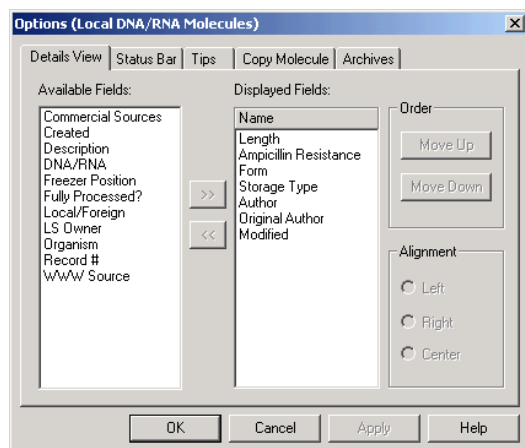 Options (Local DNA/RNA Molecules)
Details View
Status Bar
Tips
Copy Molecule
Archives
Available Fields:
Commercial Sources
Created
Description
DNA/RNA
Freezer Position
Fully Processed?
Local/Foreign
LS Owner
Organism
Record #
WWW Source
>>
<<
Displayed Fields:
Name
Length
Ampicillin Resistance
Form
Storage Type
Author
Original Author
Modified
Order
Move Up
Move Down
Alignment
Left
Right
Center
OK
Cancel
Apply
Help